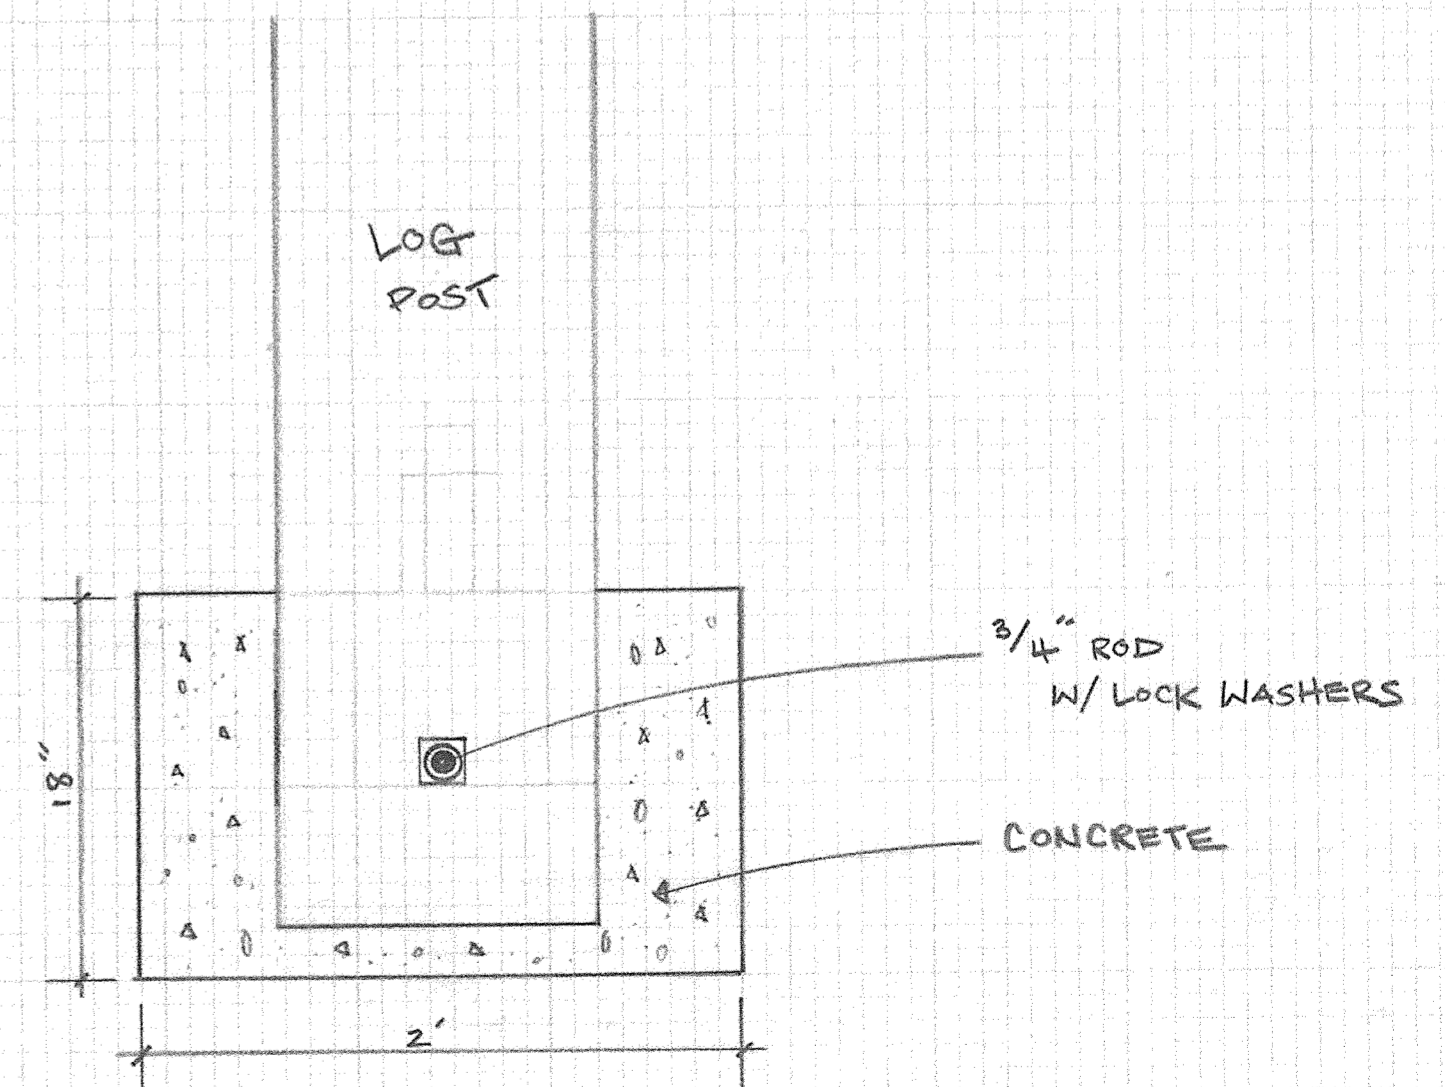 LOG
POST
3/4" ROD
W/ LOCK WASHERS
18"
CONCRETE
2'